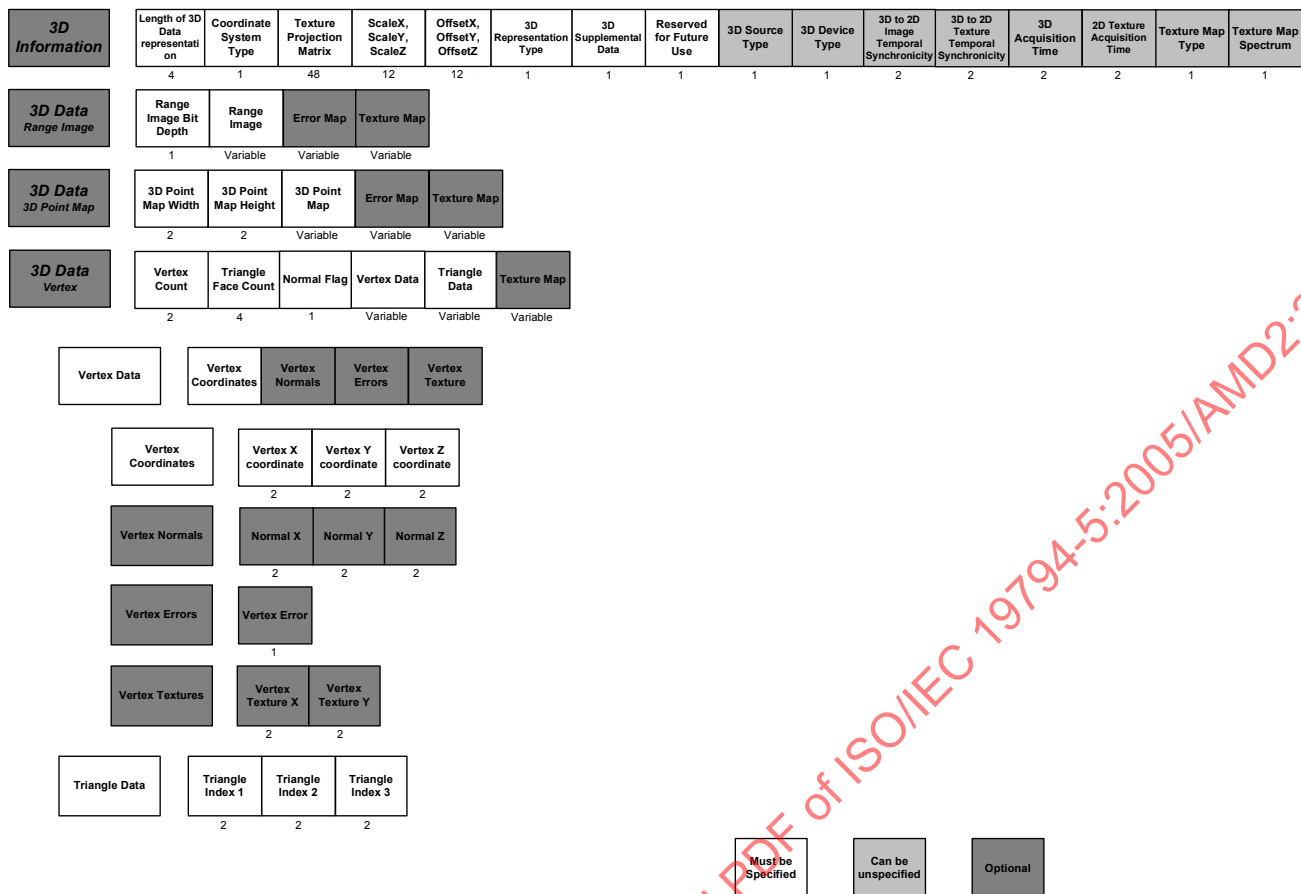 3D Information
Length of 3D Data representati on
Coordinate System Type
Texture Projection Matrix
ScaleX, ScaleY, ScaleZ
OffsetX, OffsetY, OffsetZ
3D Representation Type
3D Supplemental Data
Reserved for Future Use
3D Source Type
3D Device Type
3D to 2D Image Temporal Synchronicity
3D to 2D Texture Temporal Synchronicity
3D Acquisition Time
2D Texture Acquisition Time
Texture Map Type
Texture Map Spectrum
4 1 48 12 12 1 1 1 1 1 2 2 2 2 1 1
3D Data
Range Image
Range Image Bit Depth
Range Image
Error Map
Texture Map
1 Variable Variable Variable
3D Data
3D Point Map
3D Point Map Width
3D Point Map Height
3D Point Map
Error Map
Texture Map
2 2 Variable Variable Variable
3D Data
Vertex
Vertex Count
Triangle Face Count
Normal Flag
Vertex Data
Triangle Data
Texture Map
2 4 1 Variable Variable Variable
Vertex Data
Vertex Coordinates
Vertex Normals
Vertex Errors
Vertex Texture
Vertex Coordinates
Vertex X coordinate
Vertex Y coordinate
Vertex Z coordinate
2 2 2
Vertex Normals
Normal X
Normal Y
Normal Z
2 2 2
Vertex Errors
Vertex Error
1
Vertex Textures
Vertex Texture X
Vertex Texture Y
2 2
Triangle Data
Triangle Index 1
Triangle Index 2
Triangle Index 3
2 2 2
Must be Specified
Can be unspecified
Optional
PDF of ISO/IEC 19794-5:2005/AMD2: